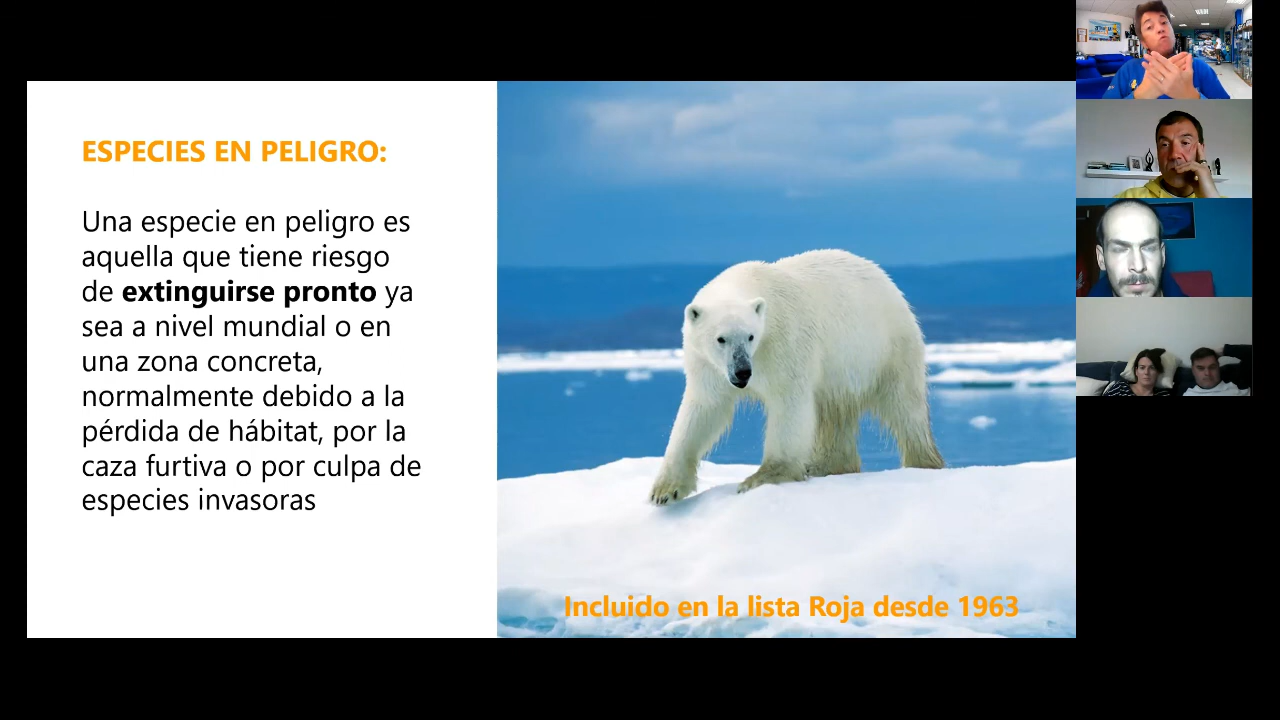 ESPECIES EN PELIGRO:
Una especie en peligro es
aquella que tiene riesgo
de extinguirse pronto ya
sea a nivel mundial o en
una zona concreta,
normalmente debido a la
pérdida de hábitat, por la
caza furtiva o por culpa de
especies invasoras
Incluido en la lista Roja desde 1963